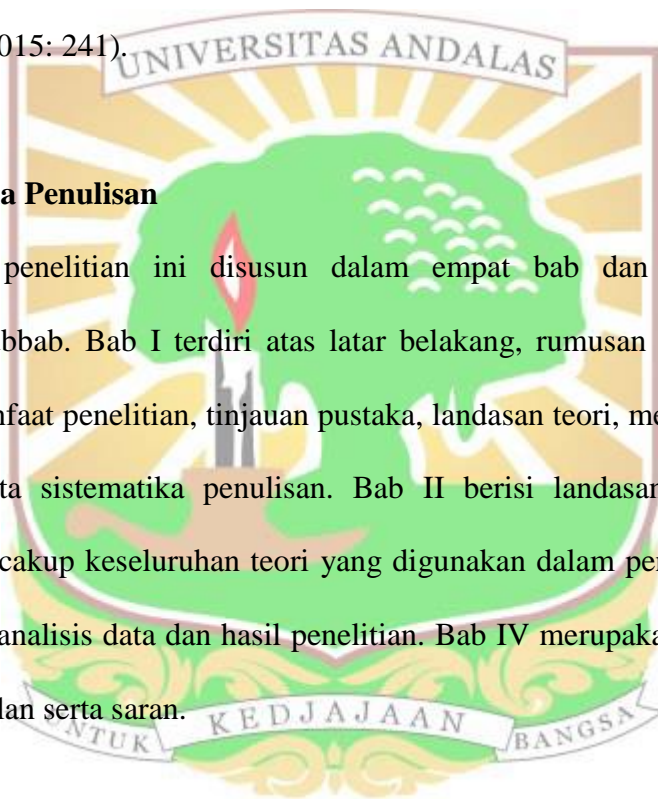 015: 241).
UNIVERSITAS ANDALAS
a Penulisan
penelitian ini disusun dalam empat bab dan
bbab. Bab I terdiri atas latar belakang, rumusan
nfaat penelitian, tinjauan pustaka, landasan teori, me
ta sistematika penulisan. Bab II berisi landasan
cakup keseluruhan teori yang digunakan dalam pen
analisis data dan hasil penelitian. Bab IV merupaka
lan serta saran.
UNTUK KEDJAJAAN BANGSA